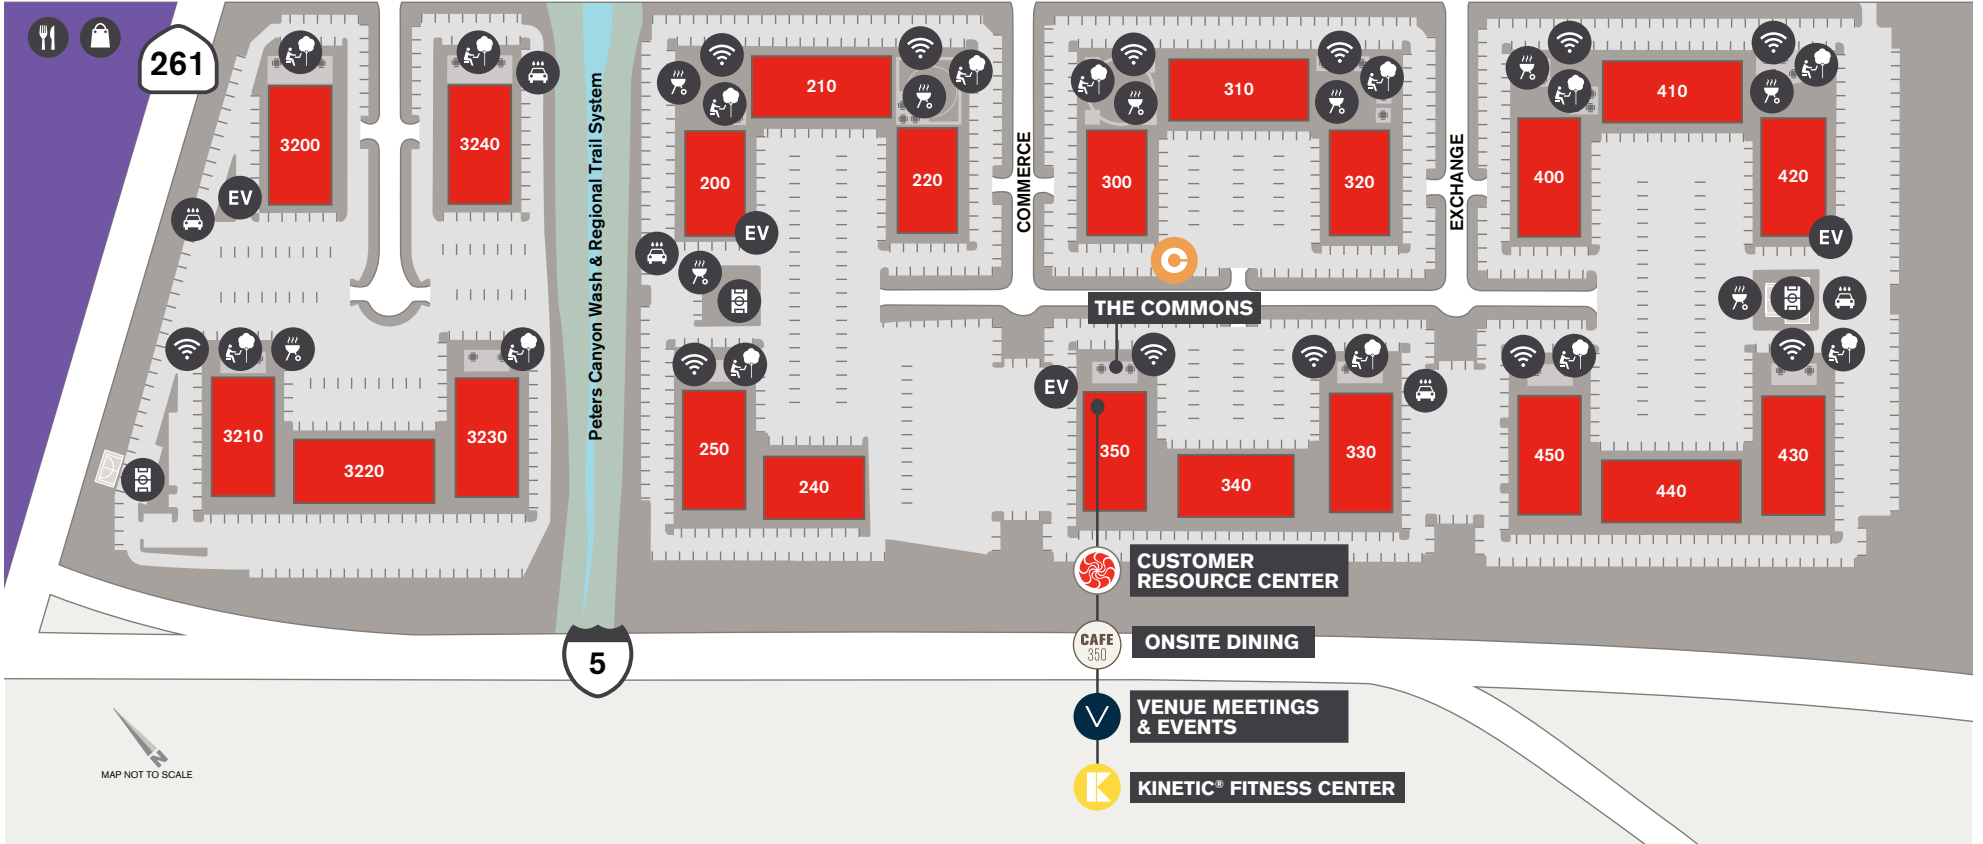 261
3200
3240
Peters Canyon Wash & Regional Trail System
210
200
220
COMMERCE
310
300
320
EXCHANGE
410
400
420
EV
EV
EV
THE COMMONS
EV
3210
3220
3230
250
240
350
340
330
450
440
430
CUSTOMER
RESOURCE CENTER
CAFE
350
ONSITE DINING
5
VENUE MEETINGS
& EVENTS
V
KINETIC® FITNESS CENTER
K
C
N
MAP NOT TO SCALE